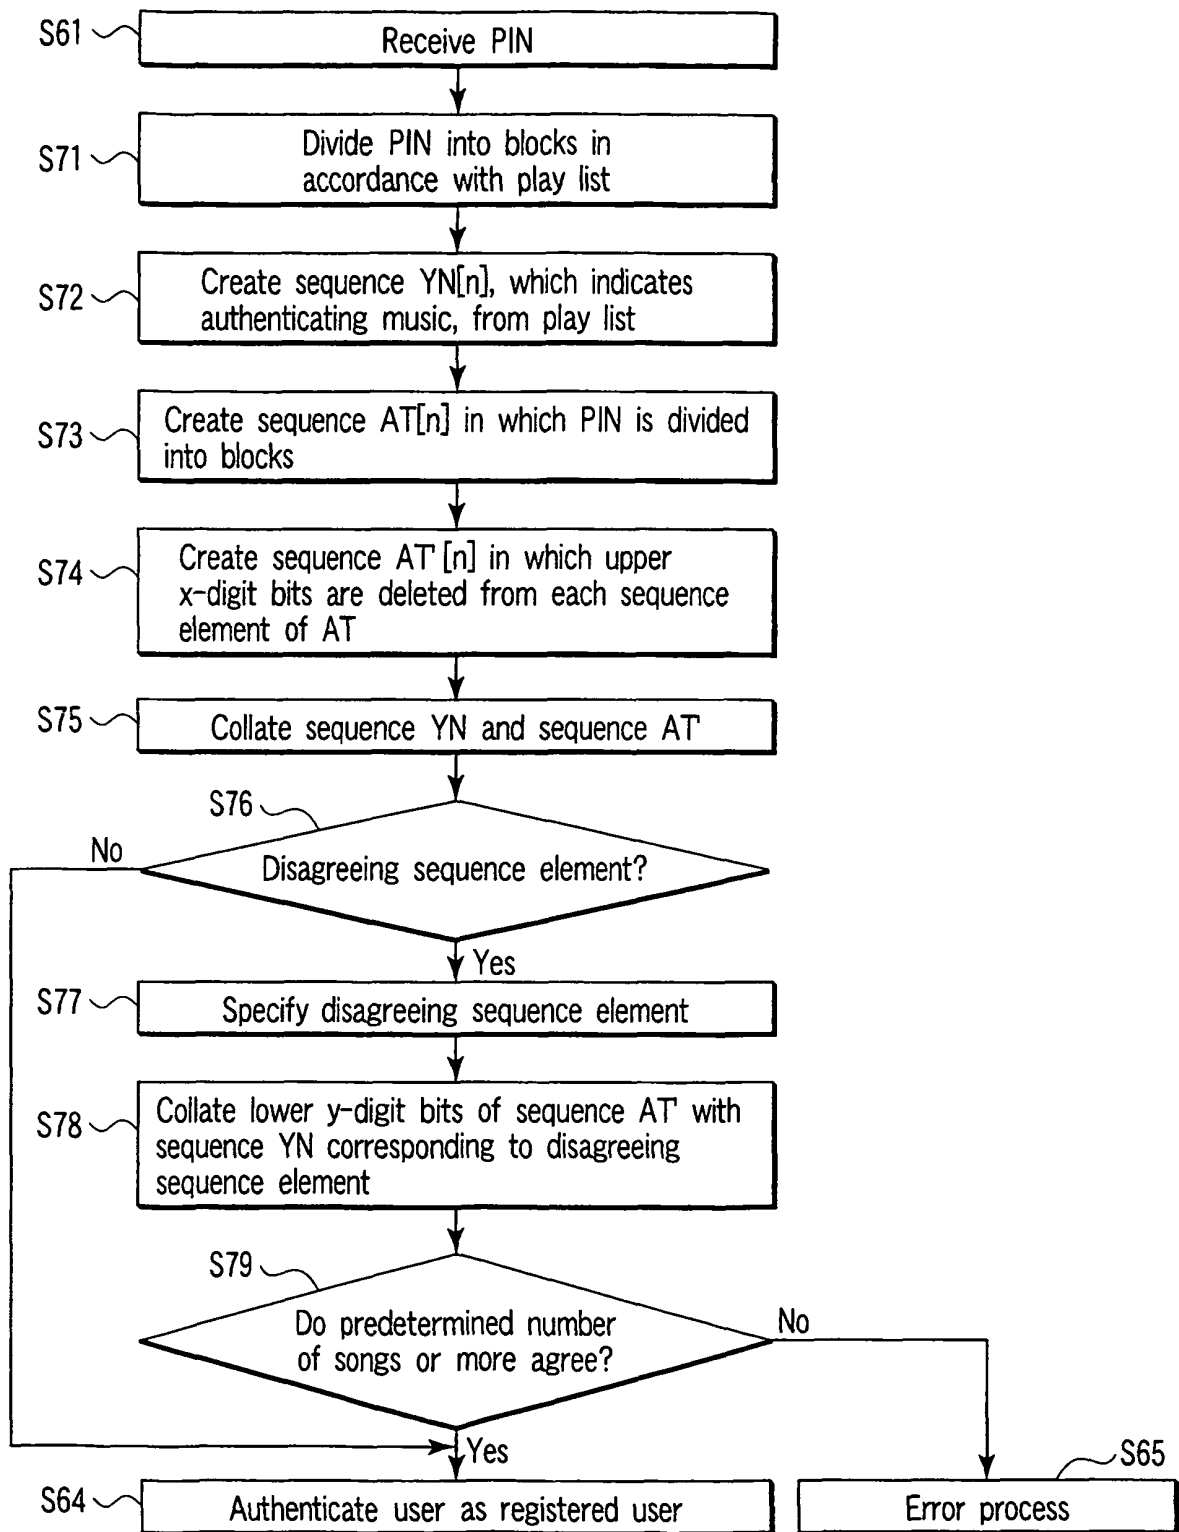 S61
Receive PIN
S71
Divide PIN into blocks in
accordance with play list
S72
Create sequence YN[n], which indicates
authenticating music, from play list
S73
Create sequence AT[n] in which PIN is divided
into blocks
S74
Create sequence AT'[n] in which upper
x-digit bits are deleted from each sequence
element of AT
S75
Collate sequence YN and sequence AT'
S76
No
Disagreeing sequence element?
Yes
S77
Specify disagreeing sequence element
S78
Collate lower y-digit bits of sequence AT' with
sequence YN corresponding to disagreeing
sequence element
S79
Do predetermined number
of songs or more agree?
No
Yes
S64
Authenticate user as registered user
S65
Error process